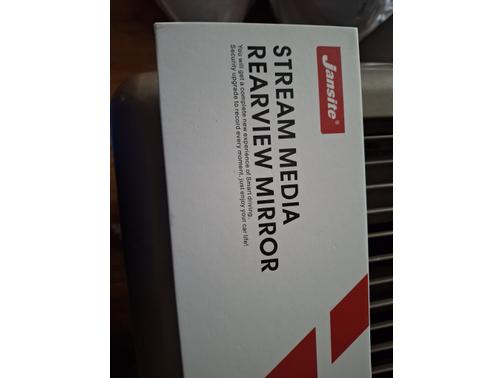 Jansite®
STREAM MEDIA
REARVIEW MIRROR
You will get a complete new experience of Smart driving.
Security upgrade to record every moment, just enjoy your car life!